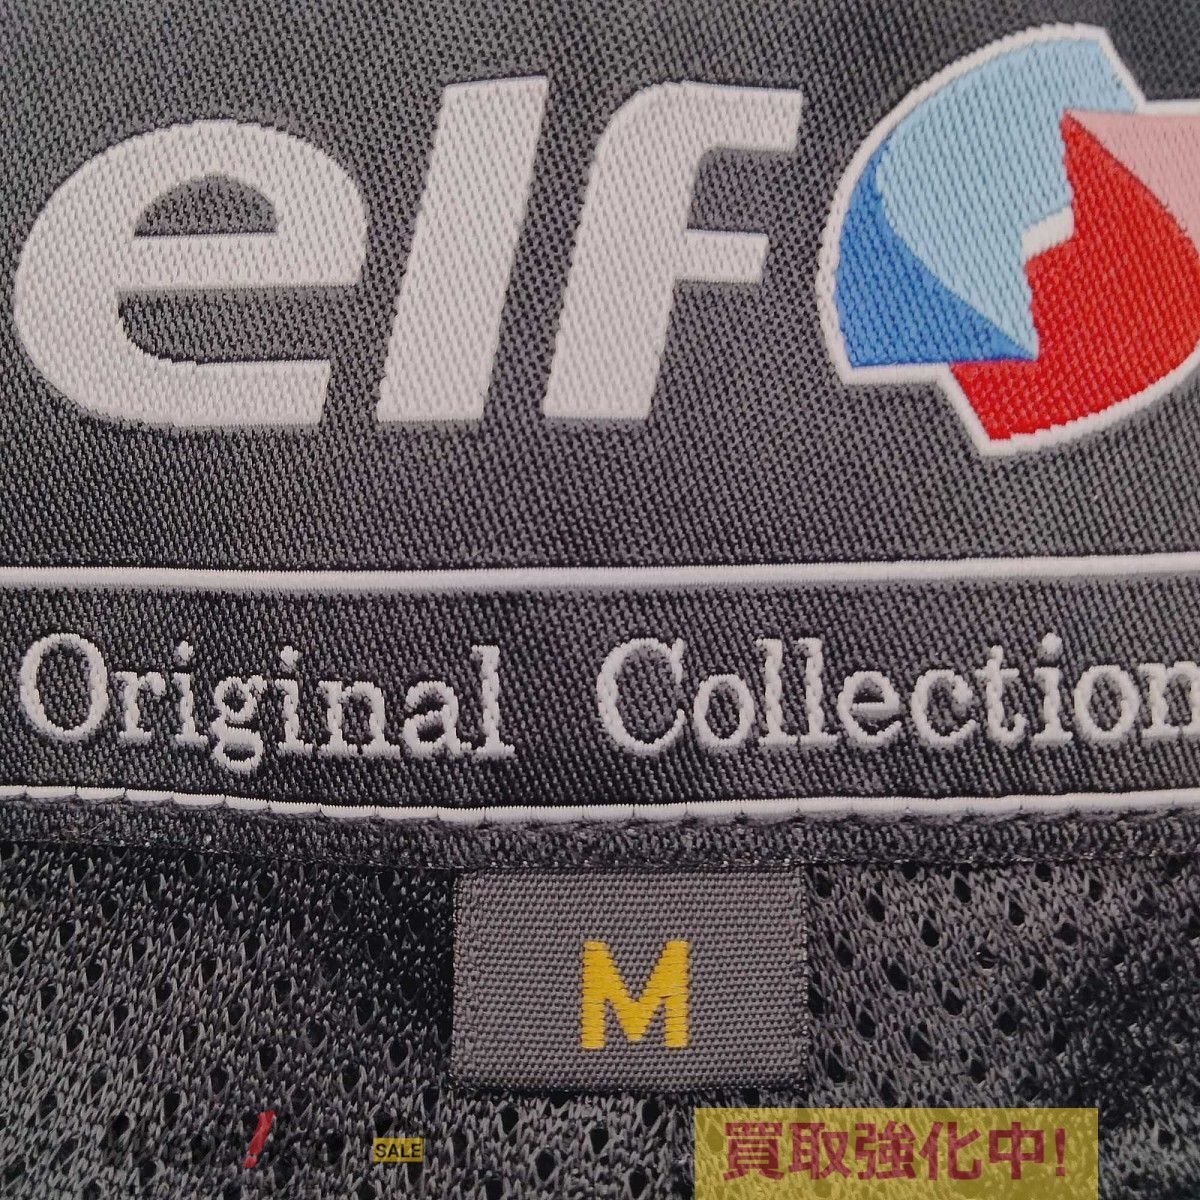 elf
Original Collection
M
SALE
買取強化中!